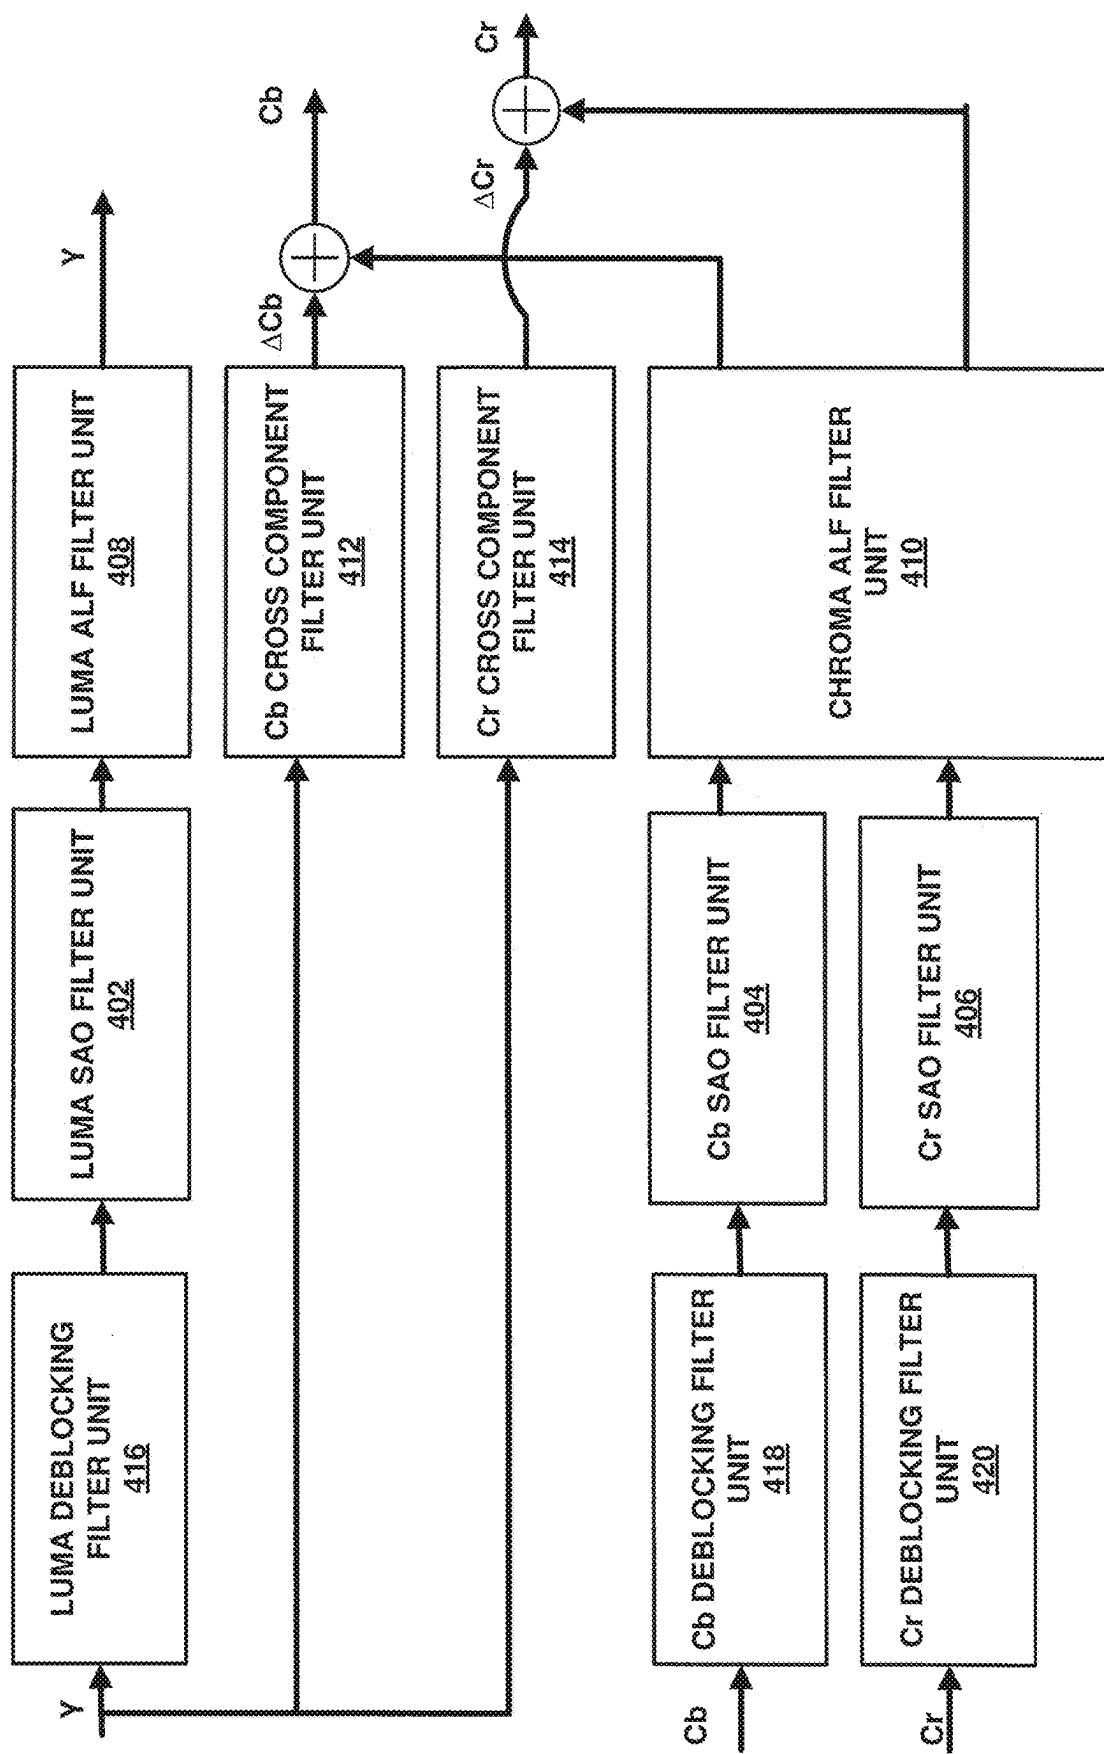 Y
LUMA DEBLOCKING
FILTER UNIT
416
LUMA SAO FILTER UNIT
402
LUMA ALF FILTER UNIT
408
Y
Cb CROSS COMPONENT
FILTER UNIT
412
ΔCb
Cb
Cr CROSS COMPONENT
FILTER UNIT
414
ΔCr
Cr
Cb
Cb DEBLOCKING FILTER
UNIT
418
Cb SAO FILTER UNIT
404
CHROMA ALF FILTER
UNIT
410
Cr
Cr DEBLOCKING FILTER
UNIT
420
Cr SAO FILTER UNIT
406